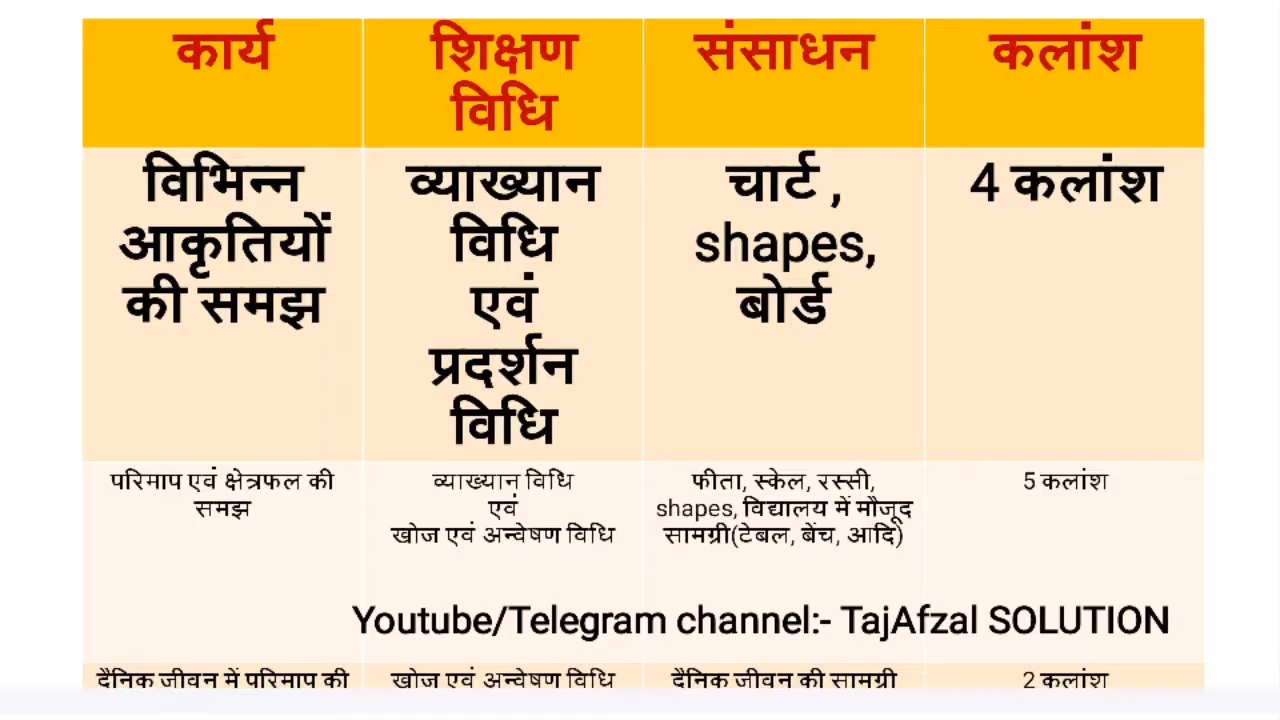 कार्य
शिक्षण
विधि
संसाधन
कलांश
विभिन्न
आकृतियों
की समझ
व्याख्यान
विधि
एवं
प्रदर्शन
विधि
चार्ट ,
shapes,
बोर्ड
4 कलांश
परिमाप एवं क्षेत्रफल की
समझ
व्याख्यान विधि
एवं
खोज एवं अन्वेषण विधि
फीता, स्केल, रस्सी,
shapes, विद्यालय में मौजूद
सामग्री(टेबल, बेंच, आदि)
5 कलांश
Youtube/Telegram channel:- TajAfzal SOLUTION
दैनिक जीवन में परिमाप की
खोज एवं अन्वेषण विधि
दैनिक जीवन की सामग्री
2 कलांश